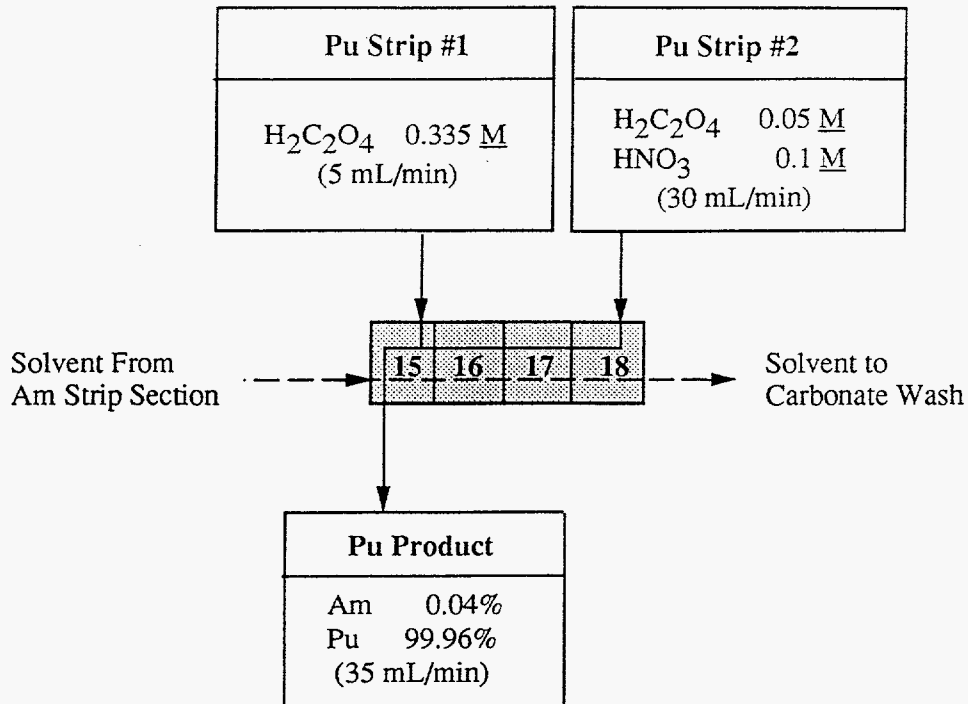 Pu Strip #1
H₂C₂O₄ 0.335 M
(5 mL/min)
Pu Strip #2
H₂C₂O₄ 0.05 M
HNO₃ 0.1 M
(30 mL/min)
Solvent From
Am Strip Section
15 16 17 18
Solvent to
Carbonate Wash
Pu Product
Am 0.04%
Pu 99.96%
(35 mL/min)